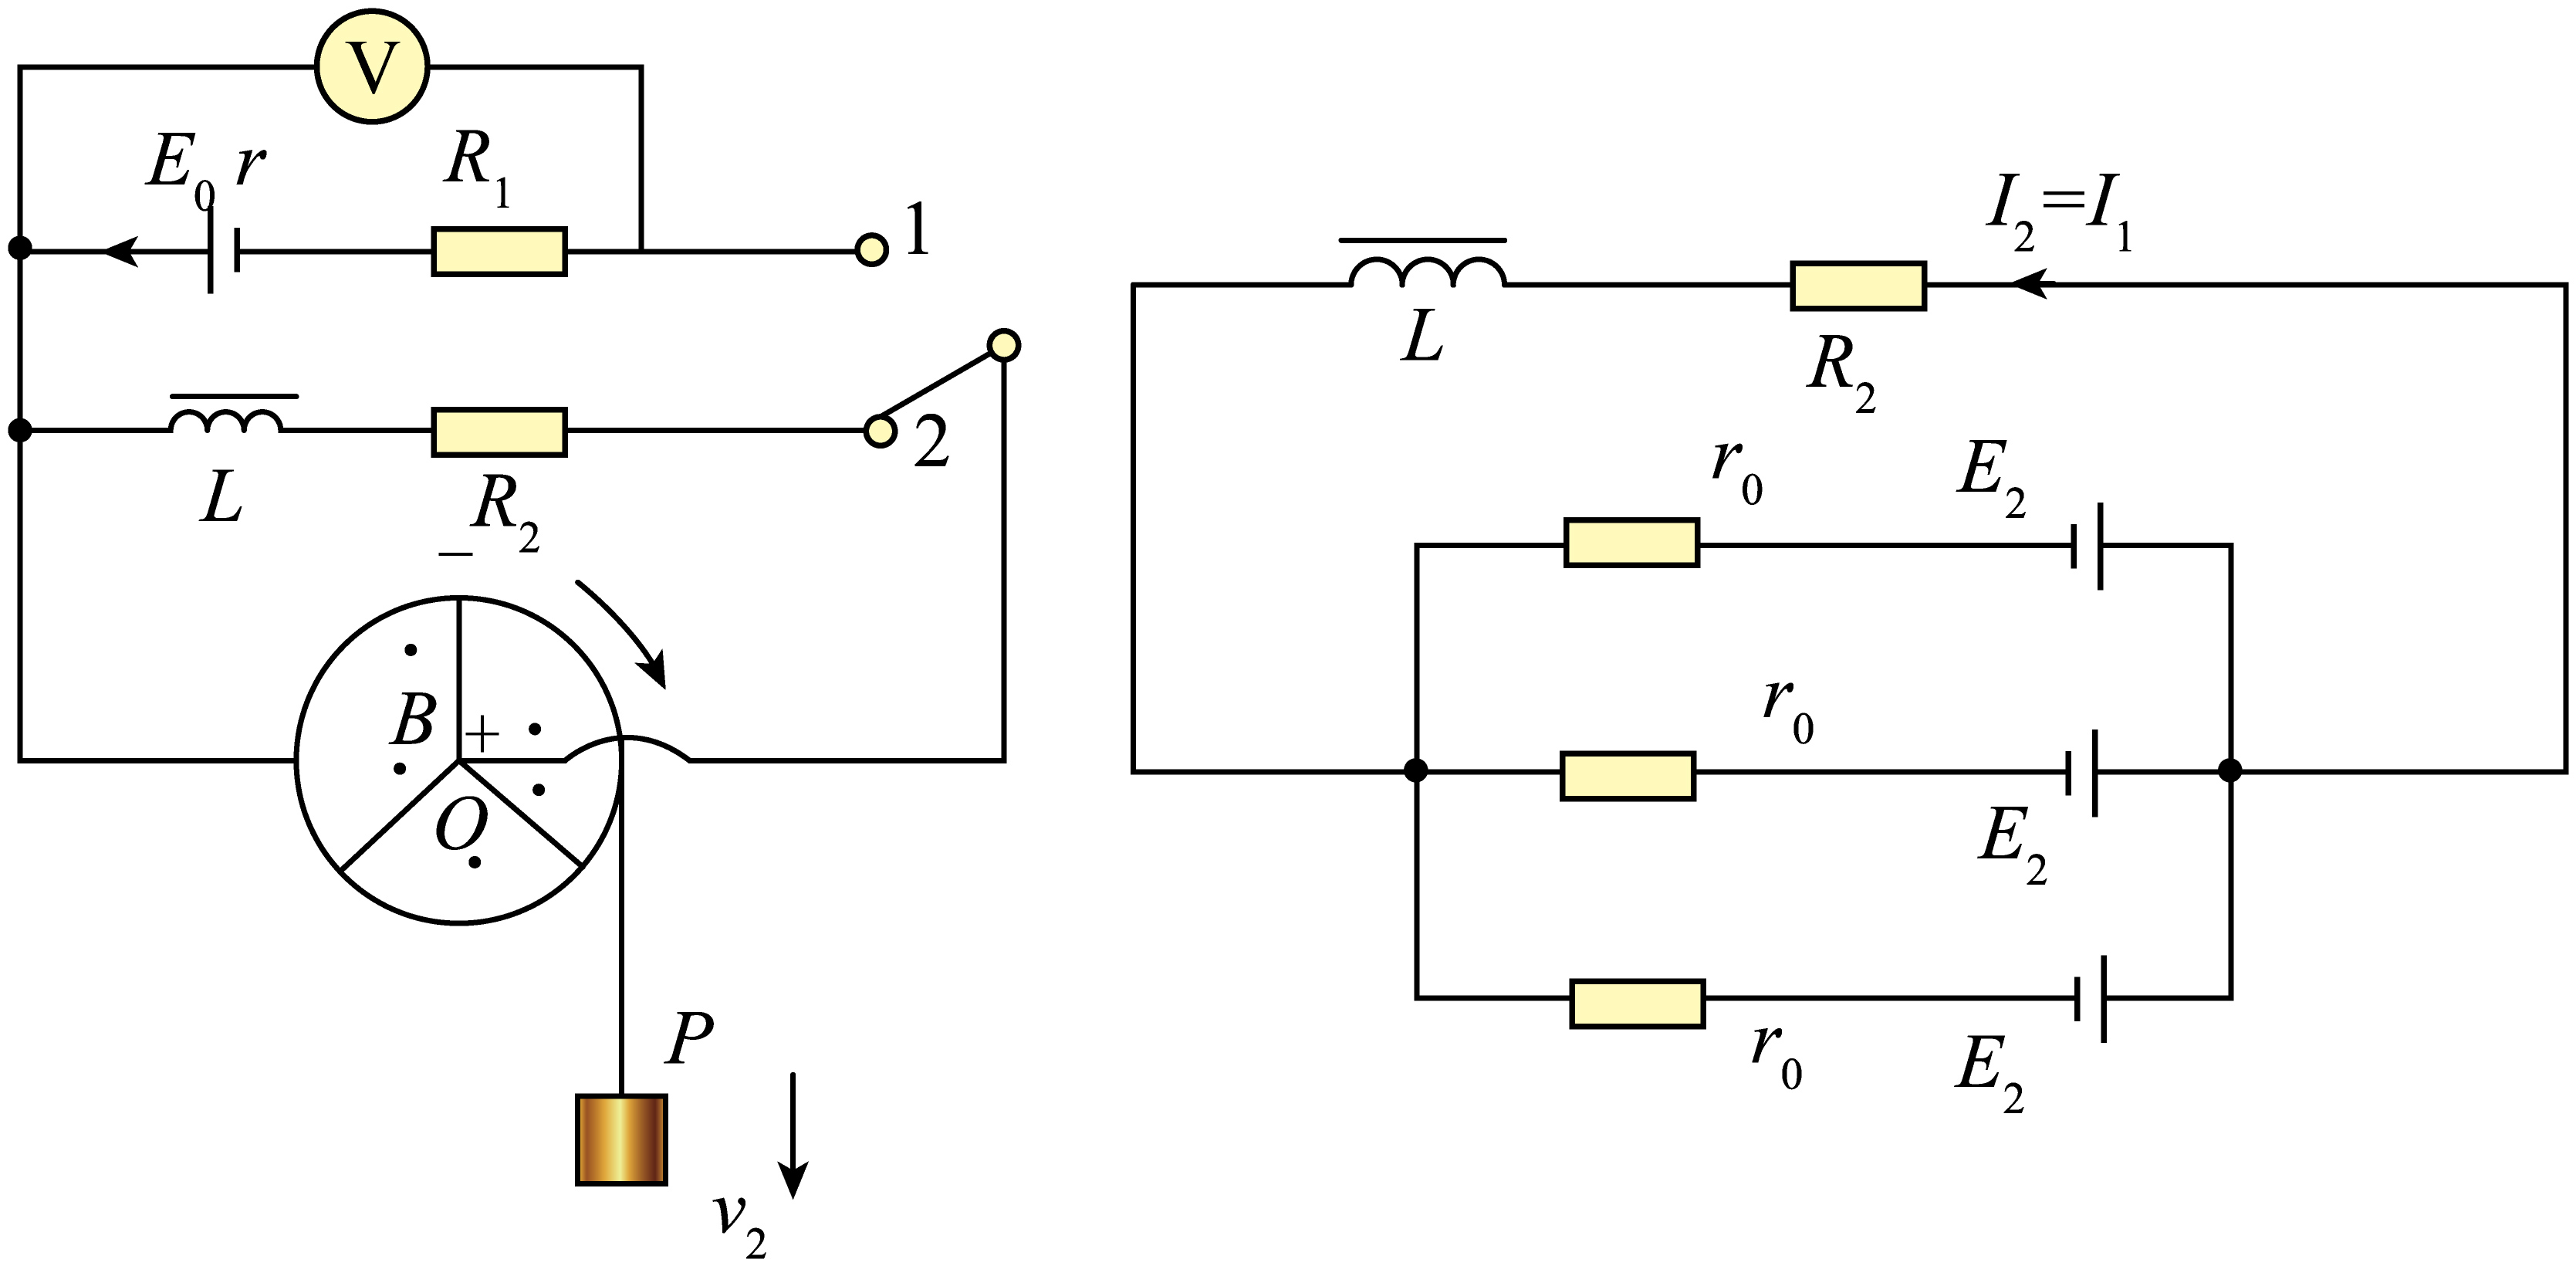 V
E₀ r
R₁
1
L
R₂
2
−
B
+
O
P
v₂
I₂=I₁
L
R₂
r₀
E₂
r₀
E₂
r₀
E₂